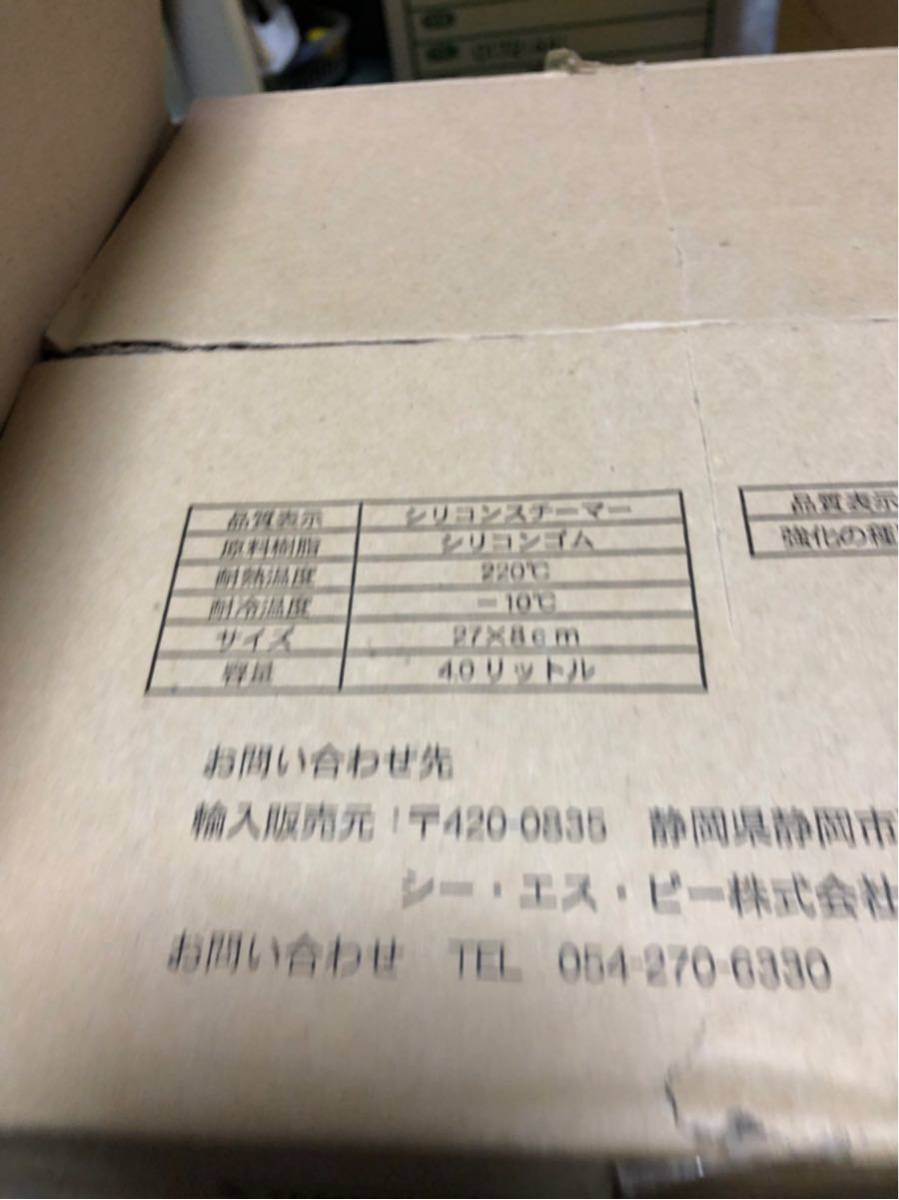 品質表示 シリコンスチーマー
原料樹脂 シリコンゴム
耐熱温度 220℃
耐冷温度 －10℃
サイズ 27×8cm
容量 4.0リットル
品質表示
強化の種
お問い合わせ先
輸入販売元 〒420-0835 静岡県静岡市
シー・エス・ピー株式会社
お問い合わせ TEL 054-270-6330